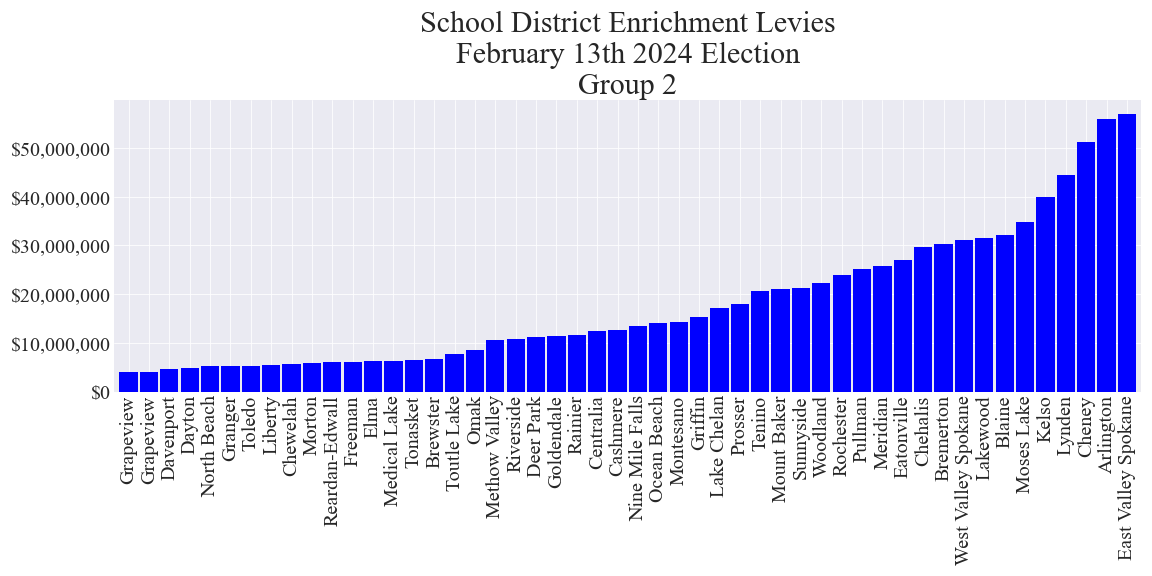 School District Enrichment Levies
February 13th 2024 Election
Group 2
$50,000,000
$40,000,000
$30,000,000
$20,000,000
$10,000,000
$0
Grapeview
Grapeview
Davenport
Dayton
North Beach
Granger
Toledo
Liberty
Chewelah
Morton
Reardan-Edwall
Freeman
Elma
Medical Lake
Tonasket
Brewster
Toutle Lake
Omak
Methow Valley
Riverside
Deer Park
Goldendale
Rainier
Centralia
Cashmere
Nine Mile Falls
Ocean Beach
Montesano
Griffin
Lake Chelan
Prosser
Tenino
Mount Baker
Sunnyside
Woodland
Rochester
Pullman
Meridian
Eatonville
Chehalis
Bremerton
West Valley Spokane
Lakewood
Blaine
Moses Lake
Kelso
Lynden
Cheney
Arlington
East Valley Spokane